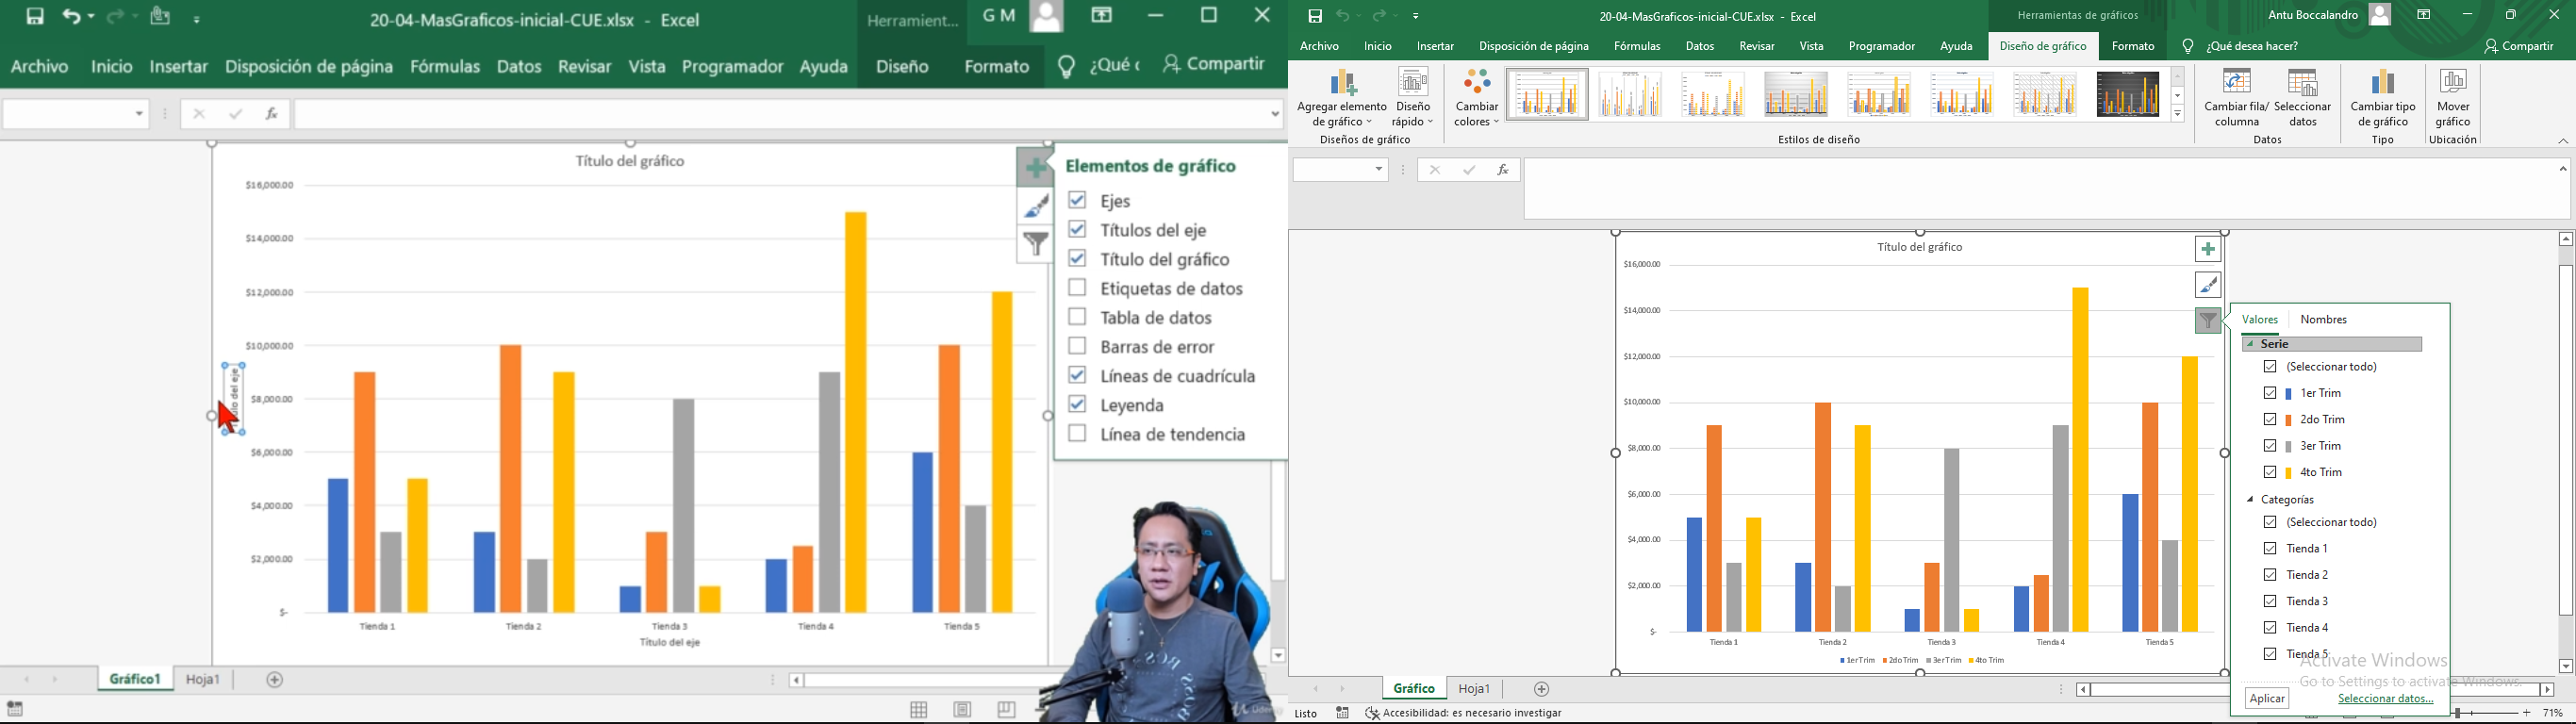 20-04-MasGraficos-inicial-CUE.xlsx - Excel
Herramient...
G M
Archivo Inicio Insertar Disposición de página Fórmulas Datos Revisar Vista Programador Ayuda Diseño Formato ¿Qué Compartir
fx
Título del gráfico
$16,000.00
$14,000.00
$12,000.00
$10,000.00
$8,000.00
$6,000.00
$4,000.00
$2,000.00
$-
Tienda 1 Tienda 2 Tienda 3 Tienda 4 Tienda 5
Título del eje
Elementos de gráfico
Ejes
Títulos del eje
Título del gráfico
Etiquetas de datos
Tabla de datos
Barras de error
Líneas de cuadrícula
Leyenda
Línea de tendencia
Gráfico1 Hoja1
Udemy
20-04-MasGraficos-inicial-CUE.xlsx - Excel
Herramientas de gráficos
Antu Boccalandro
Archivo Inicio Insertar Disposición de página Fórmulas Datos Revisar Vista Programador Ayuda Diseño de gráfico Formato ¿Qué desea hacer? Compartir
Agregar elemento de gráfico
Diseño rápido
Cambiar colores
Cambiar fila/ columna
Seleccionar datos
Cambiar tipo de gráfico
Mover gráfico
Diseños de gráfico Estilos de diseño Datos Tipo Ubicación
fx
Título del gráfico
$16,000.00
$14,000.00
$12,000.00
$10,000.00
$8,000.00
$6,000.00
$4,000.00
$2,000.00
$-
Tienda 1 Tienda 2 Tienda 3 Tienda 4 Tienda 5
1er Trim 2do Trim 3er Trim 4to Trim
Valores Nombres
Serie
(Seleccionar todo)
1er Trim
2do Trim
3er Trim
4to Trim
Categorías
(Seleccionar todo)
Tienda 1
Tienda 2
Tienda 3
Tienda 4
Tienda 5
Aplicar Seleccionar datos...
Activate Windows
Go to Settings to activate Windows.
Gráfico Hoja1
Listo Accesibilidad: es necesario investigar
71%